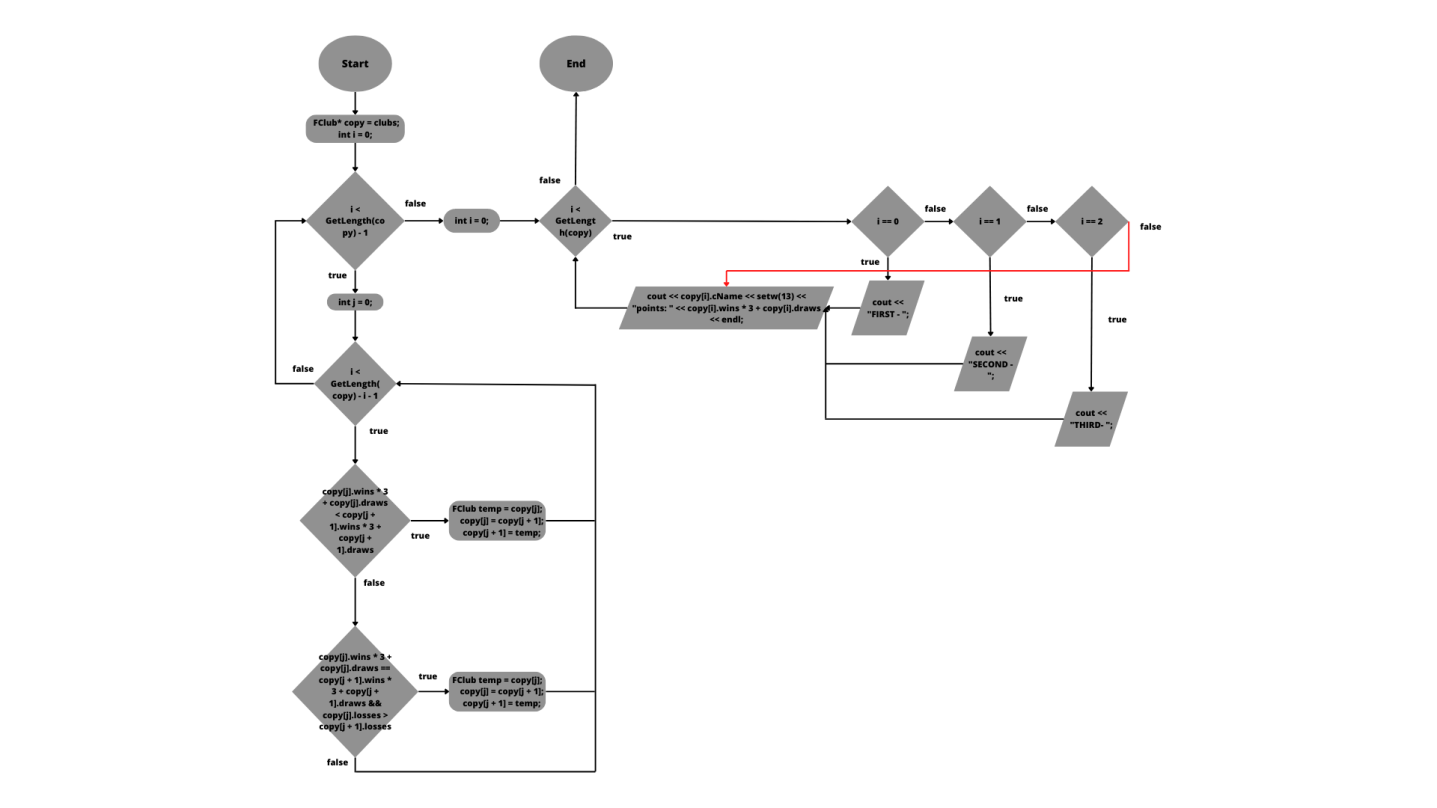 Start
End
FClub* copy = clubs;
int i = 0;
i <
GetLength(co
py) - 1
false
int i = 0;
false
i <
GetLengt
h(copy)
true
i == 0
false
i == 1
false
i == 2
false
true
int j = 0;
true
cout <<
"FIRST - ";
cout << copy[i].cName << setw(13) <<
"points: " << copy[i].wins * 3 + copy[i].draws
<< endl;
true
cout <<
"SECOND -
";
true
cout <<
"THIRD- ";
false
i <
GetLength(
copy) - i - 1
true
copy[j].wins * 3
+ copy[j].draws
< copy[j +
1].wins * 3 +
copy[j +
1].draws
true
FClub temp = copy[j];
copy[j] = copy[j + 1];
copy[j + 1] = temp;
false
copy[j].wins * 3 +
copy[j].draws ==
copy[j + 1].wins *
3 + copy[j +
1].draws &&
copy[j].losses >
copy[j + 1].losses
true
FClub temp = copy[j];
copy[j] = copy[j + 1];
copy[j + 1] = temp;
false